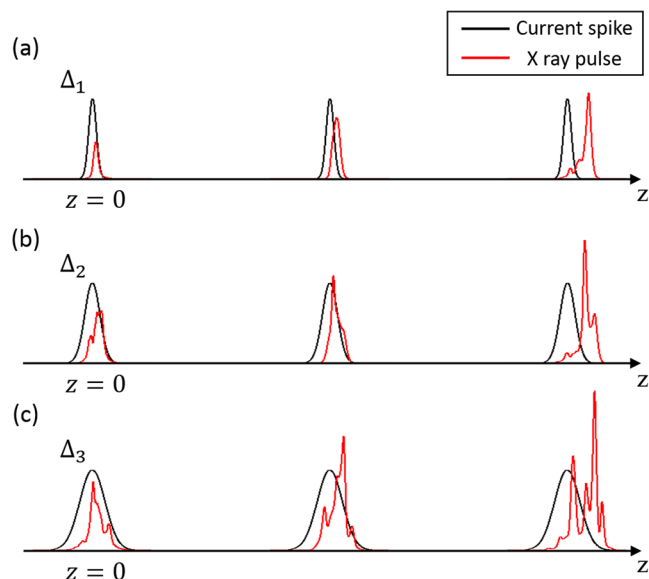 Current spike
X ray pulse
(a)
Δ₁
z = 0
z
(b)
Δ₂
z = 0
z
(c)
Δ₃
z = 0
z